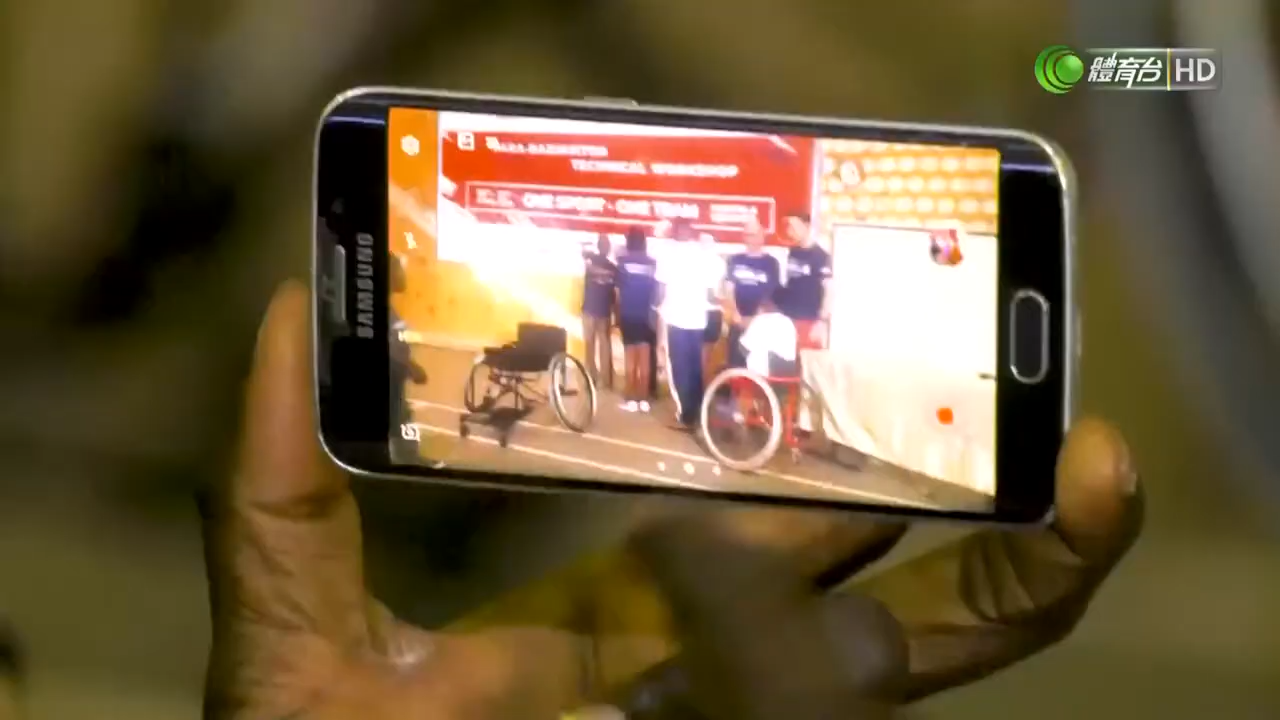 體育台 HD
PARA-BADMINTON
TECHNICAL WORKSHOP
ONE SPORT - ONE TEAM
SAMSUNG